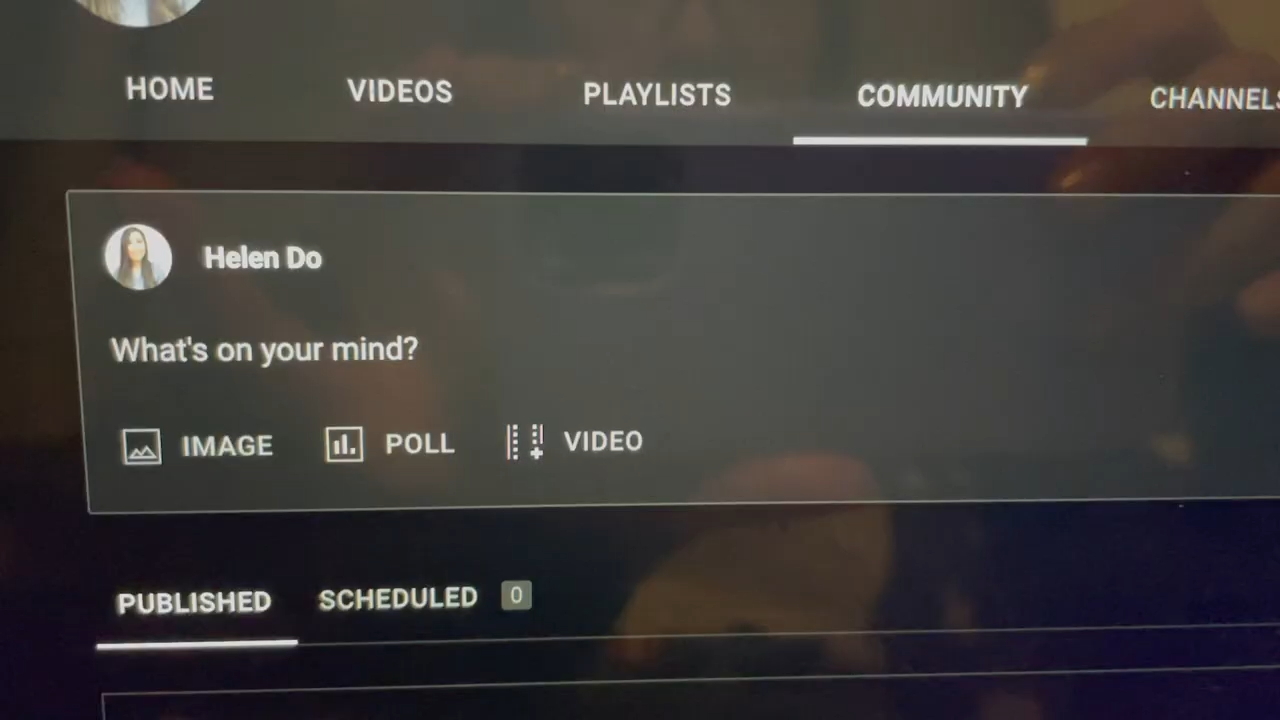 HOME VIDEOS PLAYLISTS COMMUNITY CHANNELS
Helen Do
What's on your mind?
IMAGE POLL VIDEO
PUBLISHED SCHEDULED 0